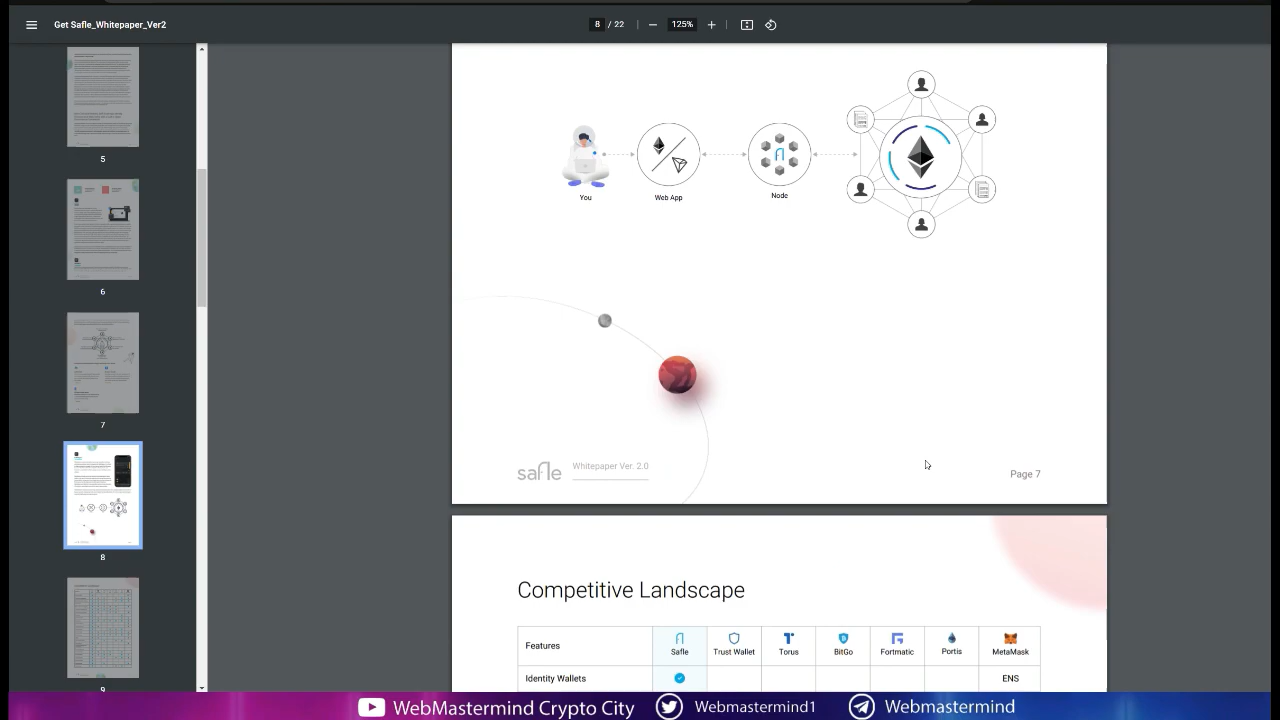 Get Safle_Whitepaper_Ver2
8 / 22
125%
5
6
7
8
9
You
Web App
Node
safle
Whitepaper Ver. 2.0
Page 7
Competitive Landscape
Features
Safle
Trust Wallet
Torus
BitGo
Fortmatic
Portis
MetaMask
Identity Wallets
ENS
WebMastermind Crypto City
Webmastermind1
Webmastermind